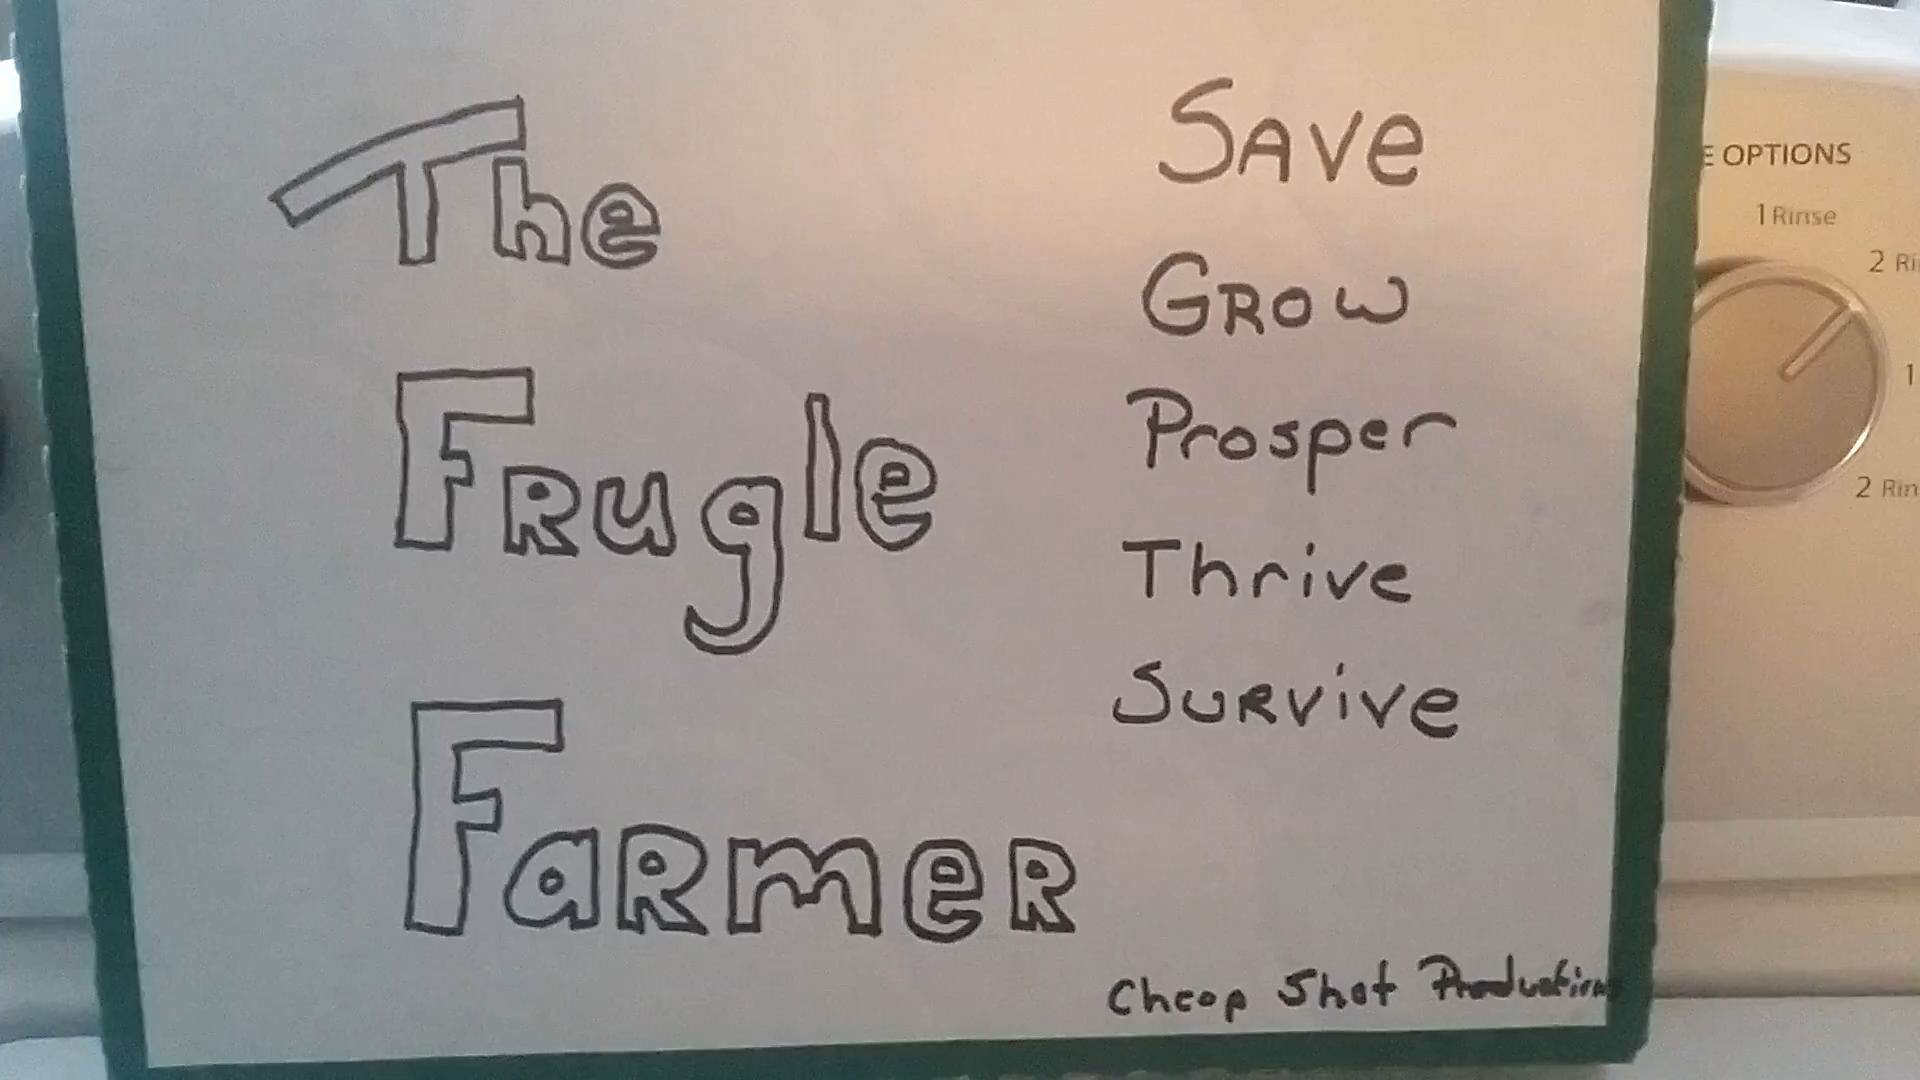 The
Frugle
Farmer
SAVe
GROW
Prosper
Thrive
SURvive
Cheap Shot Productions
E OPTIONS
1 Rinse
2 Ri
1
2 Rin